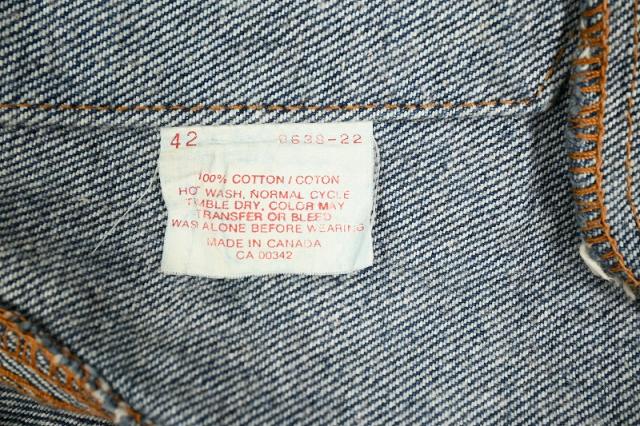 42 0638-22
100% COTTON / COTON
HOT WASH, NORMAL CYCLE
TUMBLE DRY, COLOR MAY
TRANSFER OR BLEED
WASH ALONE BEFORE WEARING
MADE IN CANADA
CA 00342